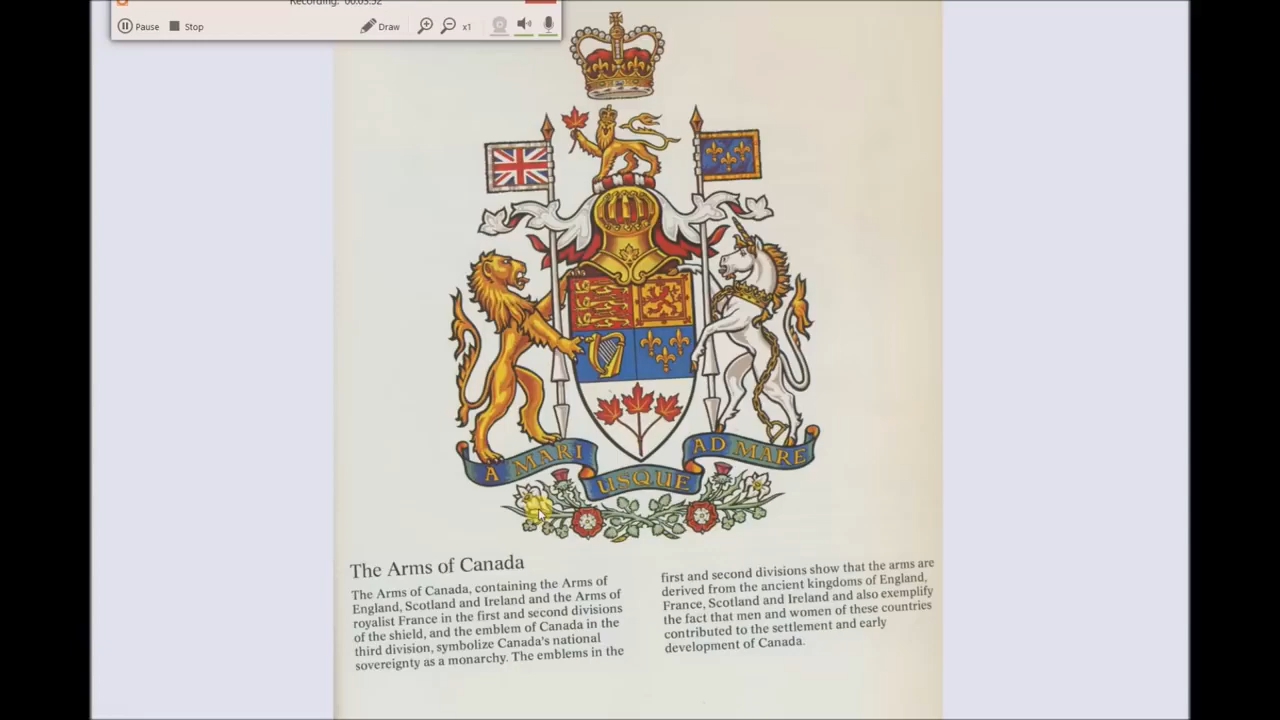 Recording: 00:03:52
Pause
Stop
Draw
x1
A MARI
USQUE
AD MARE
The Arms of Canada
The Arms of Canada, containing the Arms of
England, Scotland and Ireland and the Arms of
royalist France in the first and second divisions
of the shield, and the emblem of Canada in the
third division, symbolize Canada's national
sovereignty as a monarchy. The emblems in the
first and second divisions show that the arms are
derived from the ancient kingdoms of England,
France, Scotland and Ireland and also exemplify
the fact that men and women of these countries
contributed to the settlement and early
development of Canada.